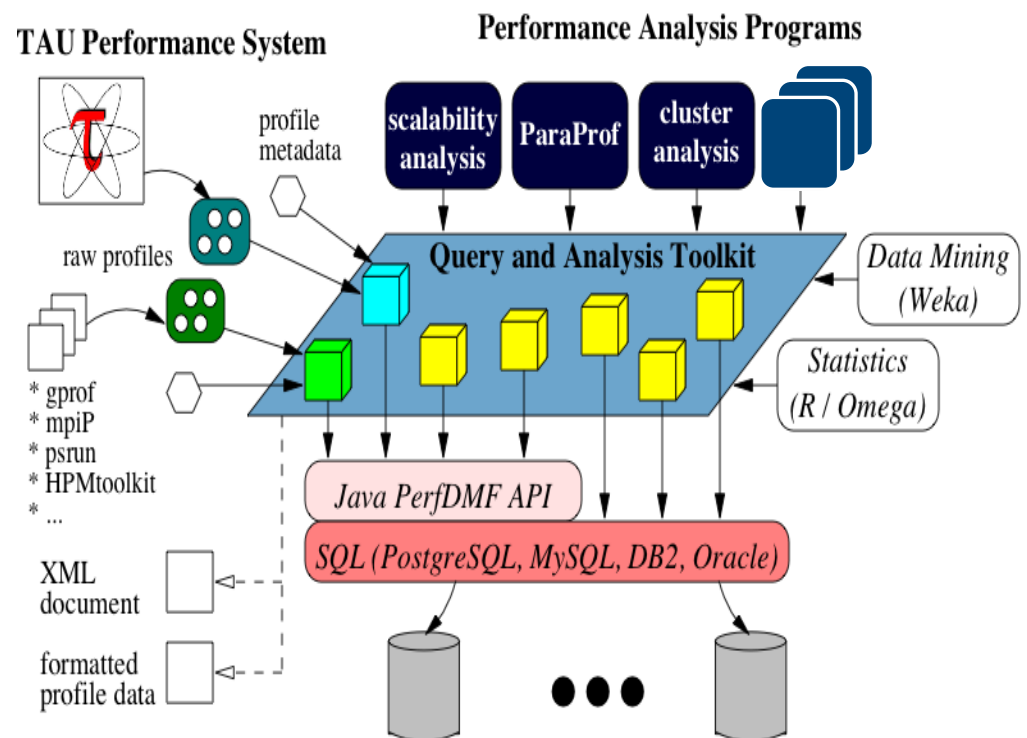 TAU Performance System
Performance Analysis Programs
τ
profile
metadata
scalability
analysis
ParaProf
cluster
analysis
raw profiles
Query and Analysis Toolkit
Data Mining
(Weka)
Statistics
(R / Omega)
* gprof
* mpiP
* psrun
* HPMtoolkit
* ...
Java PerfDMF API
SQL (PostgreSQL, MySQL, DB2, Oracle)
XML
document
formatted
profile data